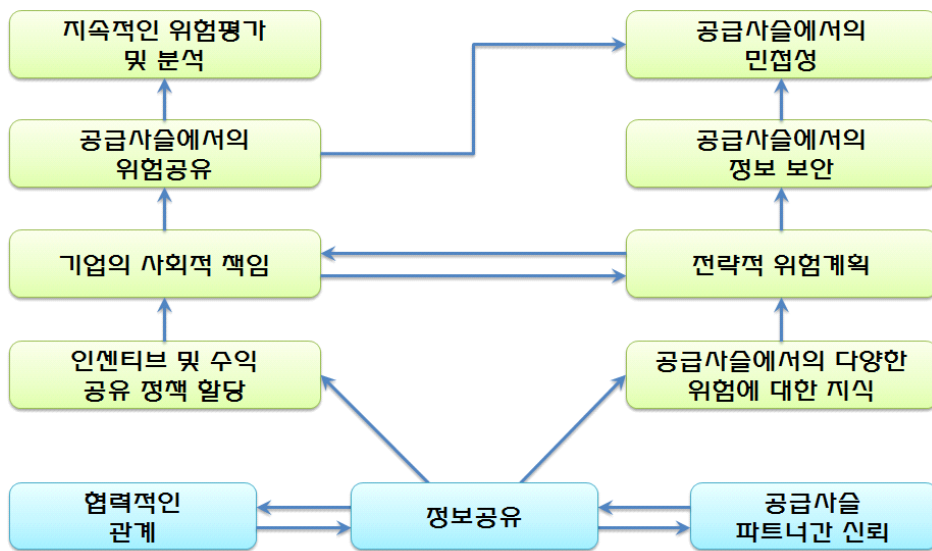 지속적인 위험평가
및 분석
공급사슬에서의
민첩성
공급사슬에서의
위험공유
공급사슬에서의
정보 보안
기업의 사회적 책임
전략적 위험계획
인센티브 및 수익
공유 정책 할당
공급사슬에서의 다양한
위험에 대한 지식
협력적인
관계
정보공유
공급사슬
파트너간 신뢰